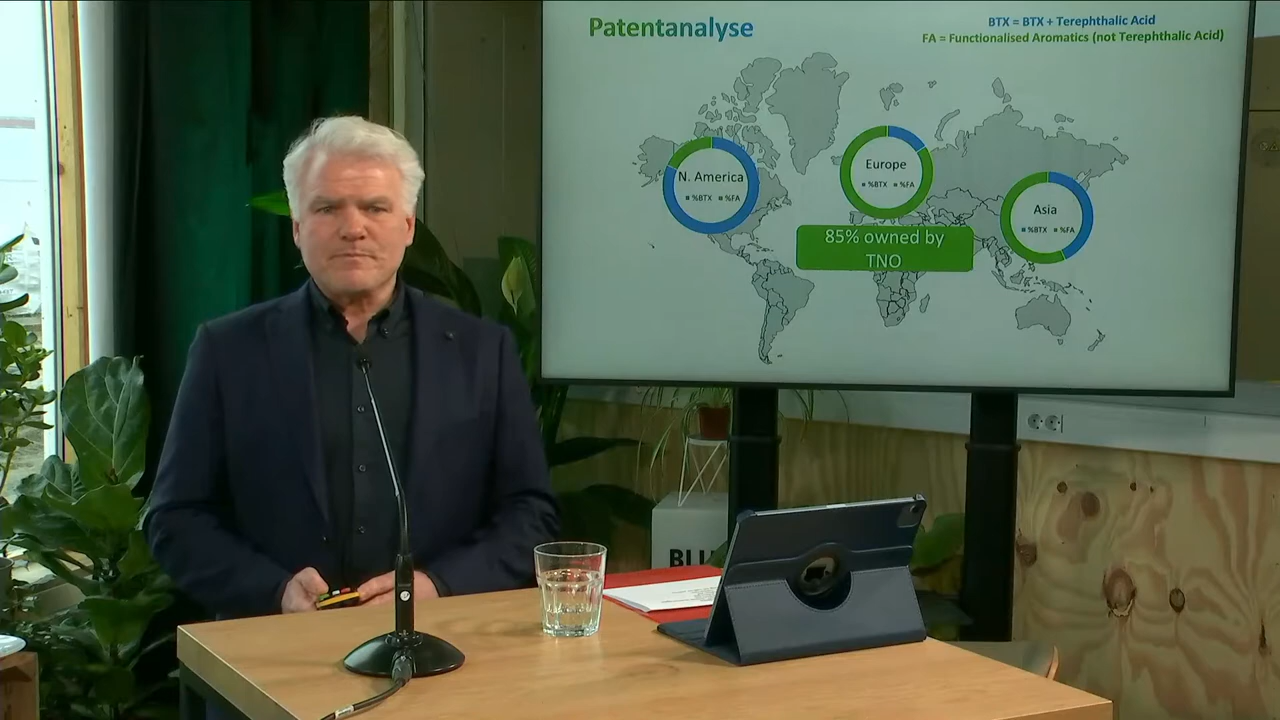 Patentanalyse
BTX = BTX + Terephthalic Acid
FA = Functionalised Aromatics (not Terephthalic Acid)
N. America
%BTX %FA
Europe
%BTX %FA
Asia
%BTX %FA
85% owned by
TNO